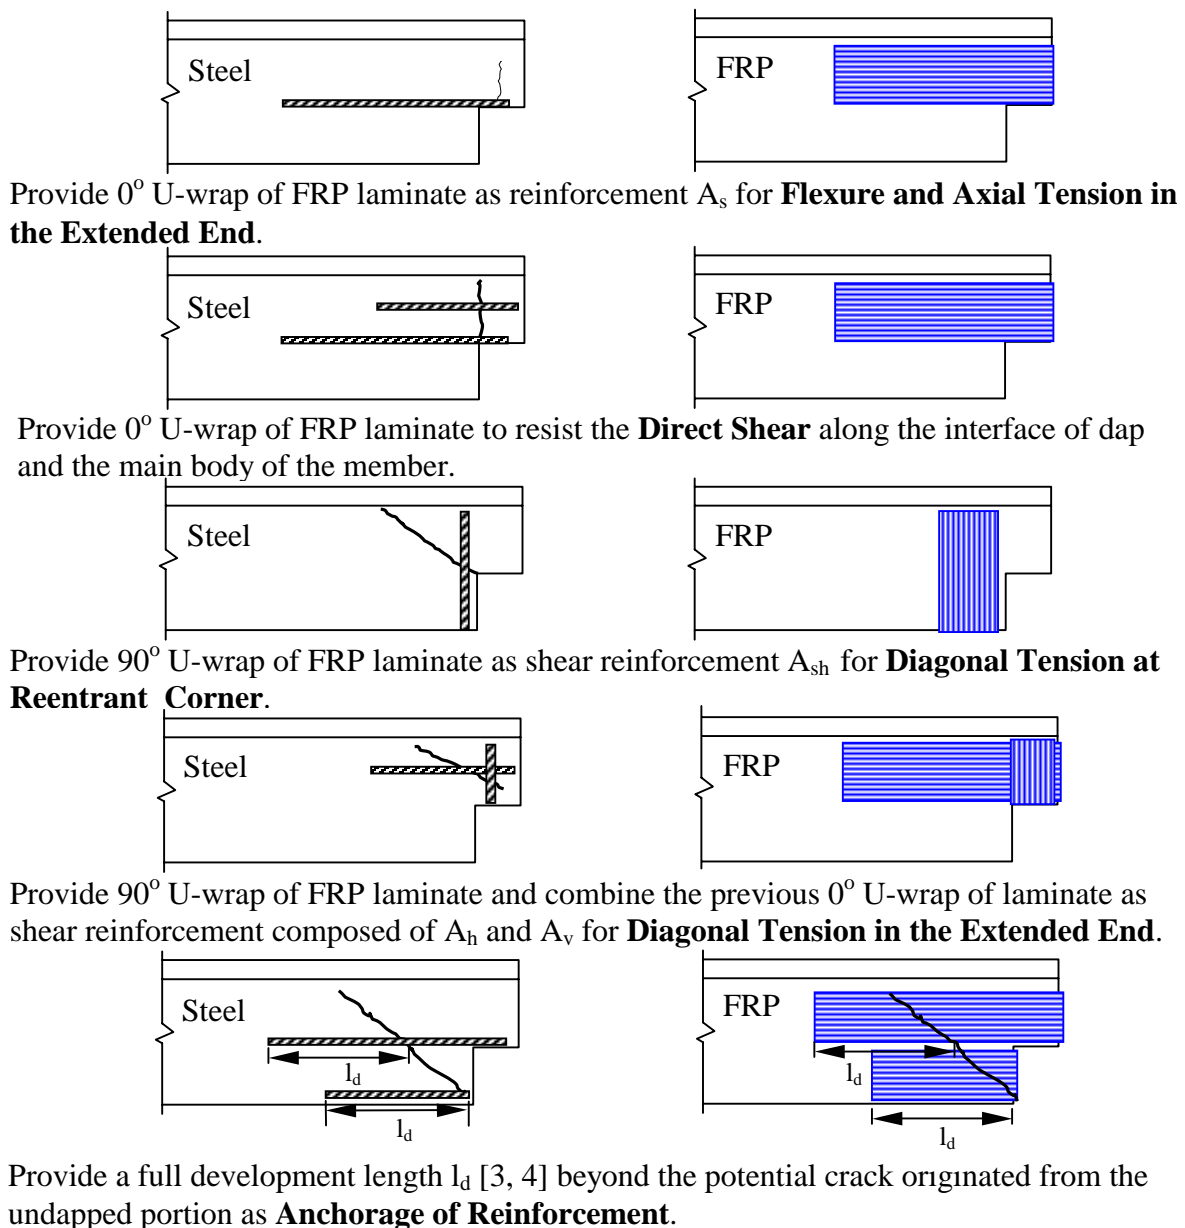 Steel FRP
Provide 0° U-wrap of FRP laminate as reinforcement Aₛ for Flexure and Axial Tension in
the Extended End.
Steel FRP
Provide 0° U-wrap of FRP laminate to resist the Direct Shear along the interface of dap
and the main body of the member.
Steel FRP
Provide 90° U-wrap of FRP laminate as shear reinforcement Aₛₕ for Diagonal Tension at
Reentrant Corner.
Steel FRP
Provide 90° U-wrap of FRP laminate and combine the previous 0° U-wrap of laminate as
shear reinforcement composed of Aₕ and Aᵥ for Diagonal Tension in the Extended End.
Steel FRP
l_d l_d
l_d l_d
Provide a full development length l_d [3, 4] beyond the potential crack originated from the
undapped portion as Anchorage of Reinforcement.